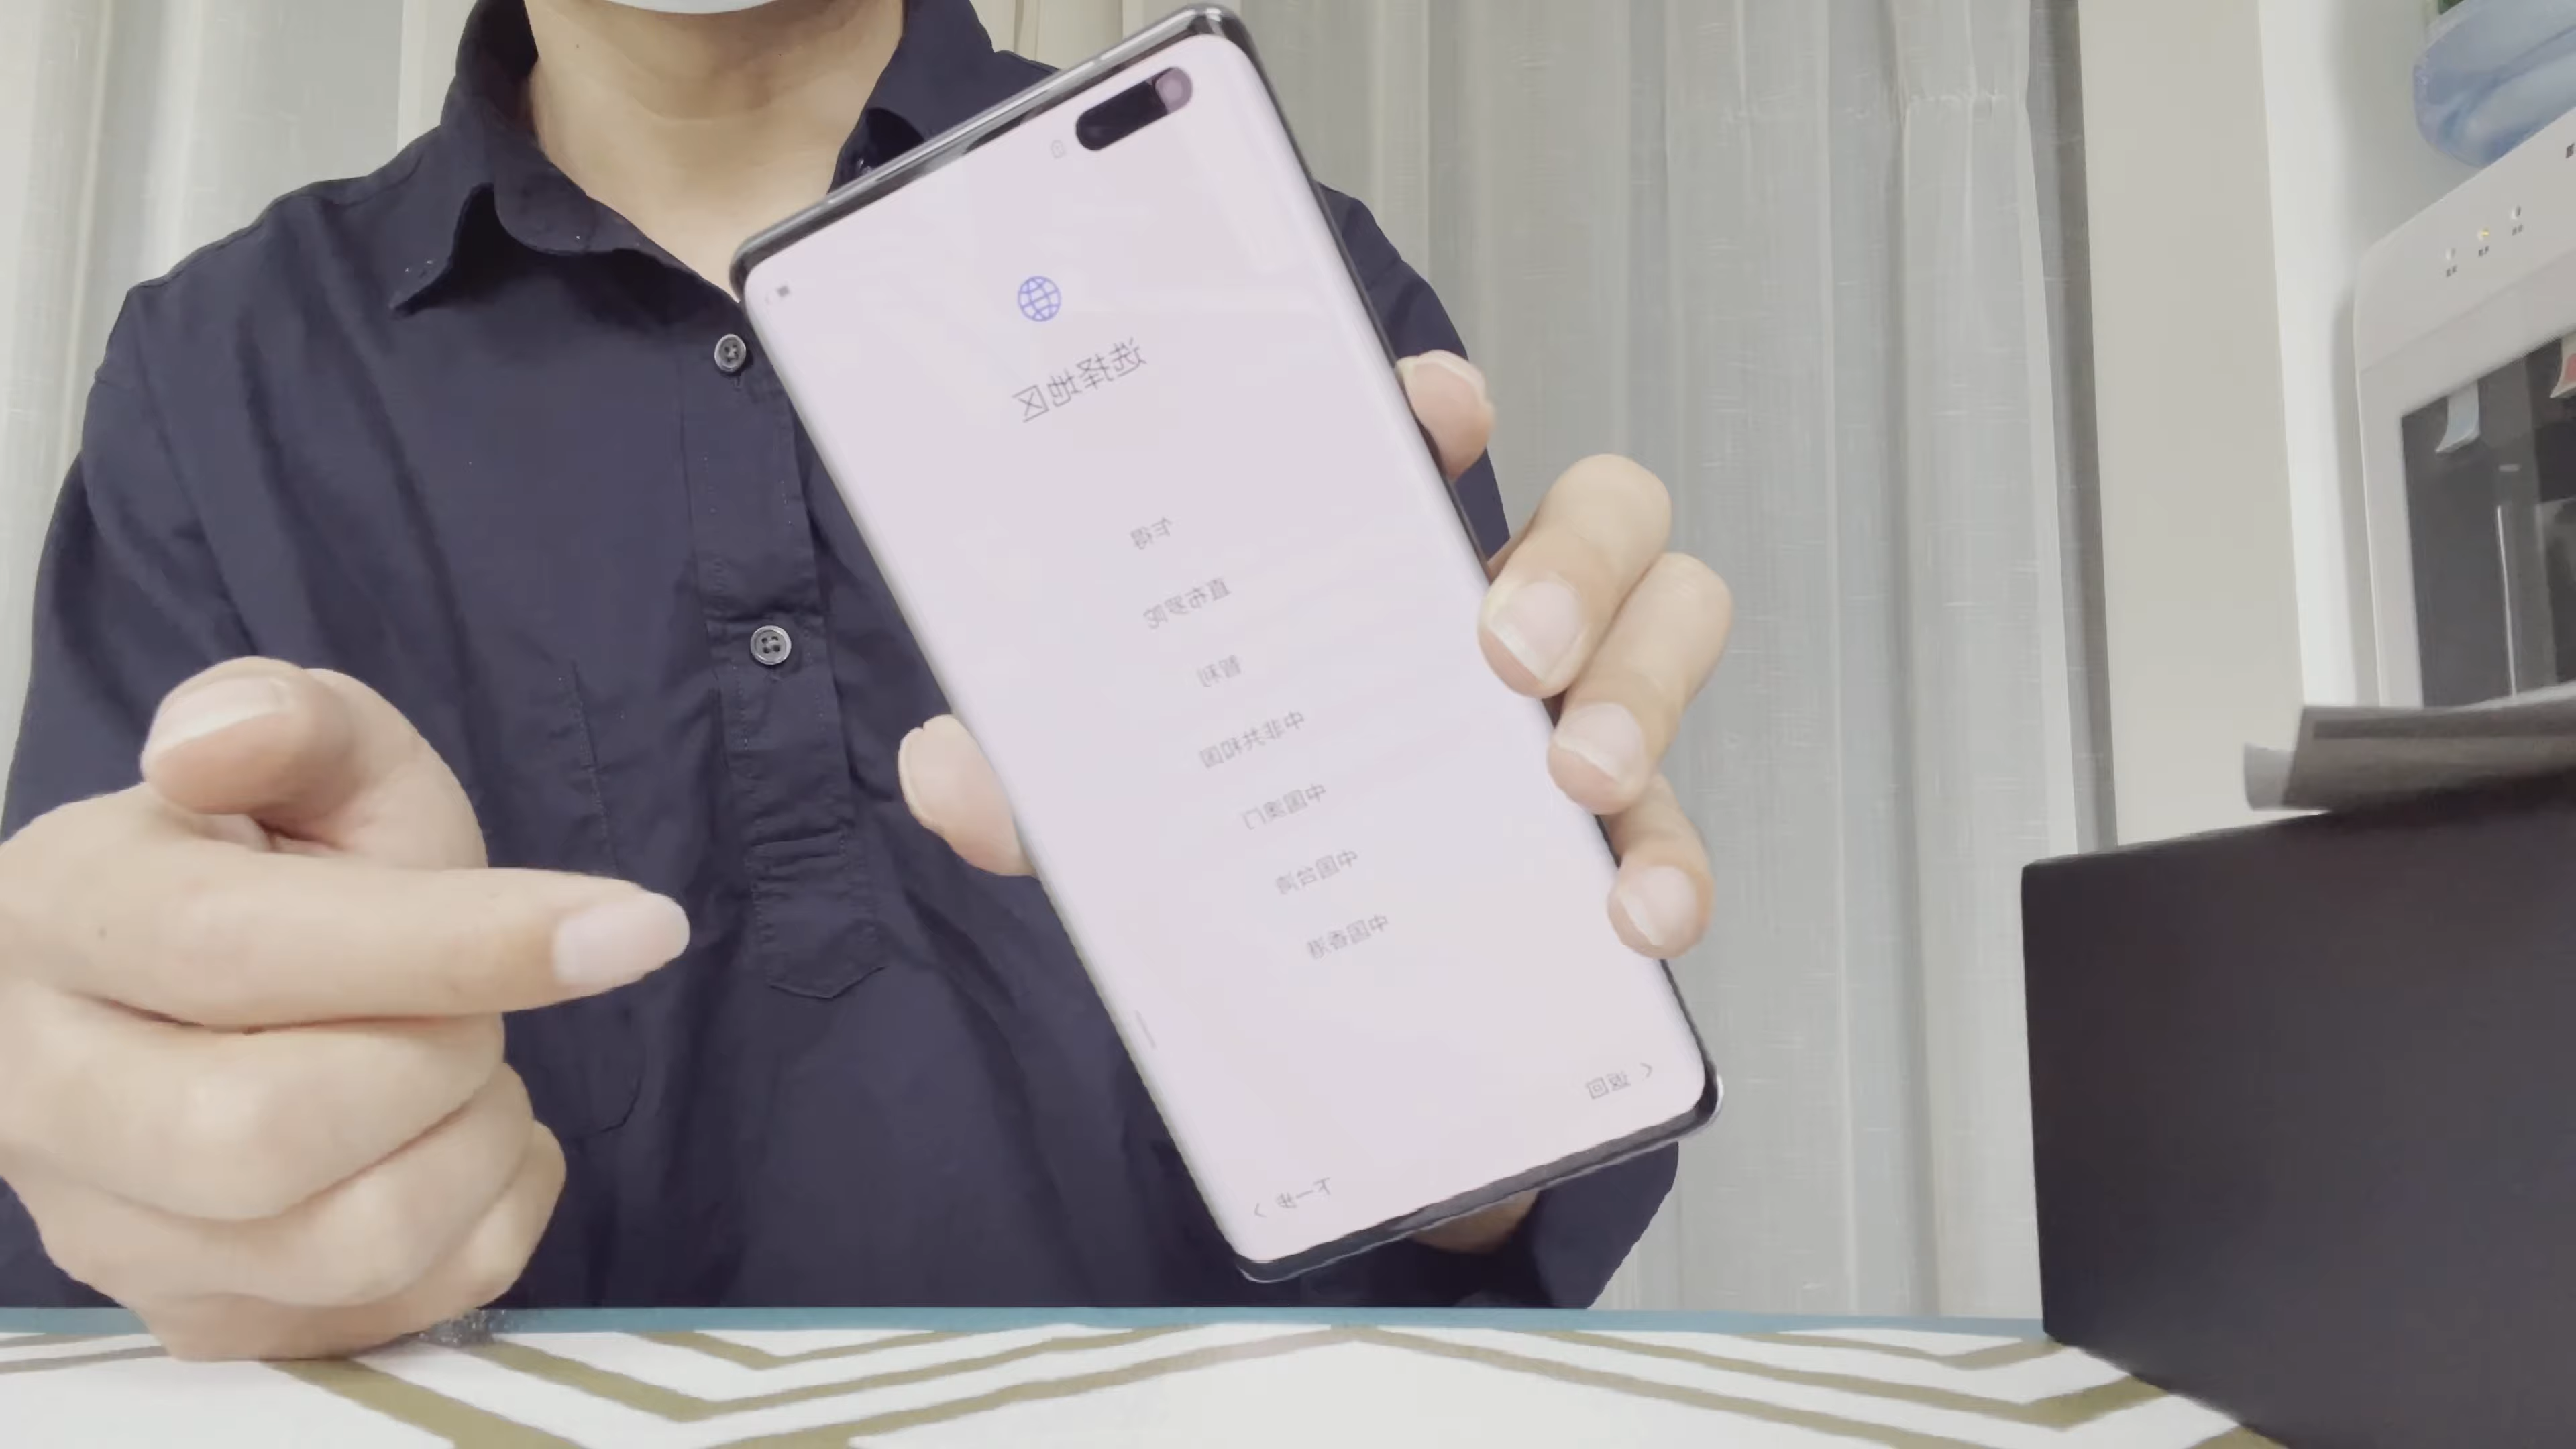 选择地区
乍得
直布罗陀
智利
中非共和国
中国澳门
中国台湾
中国香港
返回
下一步